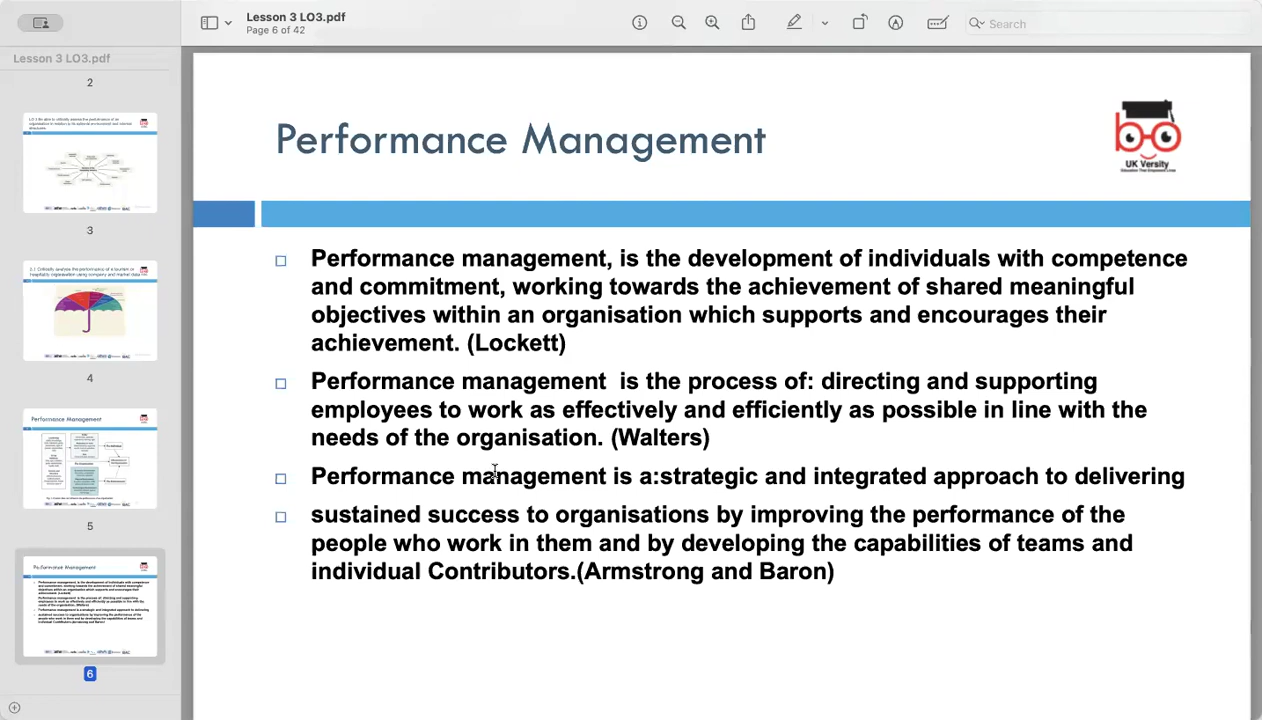 Lesson 3 LO3.pdf
Page 6 of 42
Search
Lesson 3 LO3.pdf
2
3
4
Performance Management
5
Performance Management
6
Performance Management
UK Versity
Performance management, is the development of individuals with competence
and commitment, working towards the achievement of shared meaningful
objectives within an organisation which supports and encourages their
achievement. (Lockett)
Performance management is the process of: directing and supporting
employees to work as effectively and efficiently as possible in line with the
needs of the organisation. (Walters)
Performance management is a:strategic and integrated approach to delivering
sustained success to organisations by improving the performance of the
people who work in them and by developing the capabilities of teams and
individual Contributors.(Armstrong and Baron)